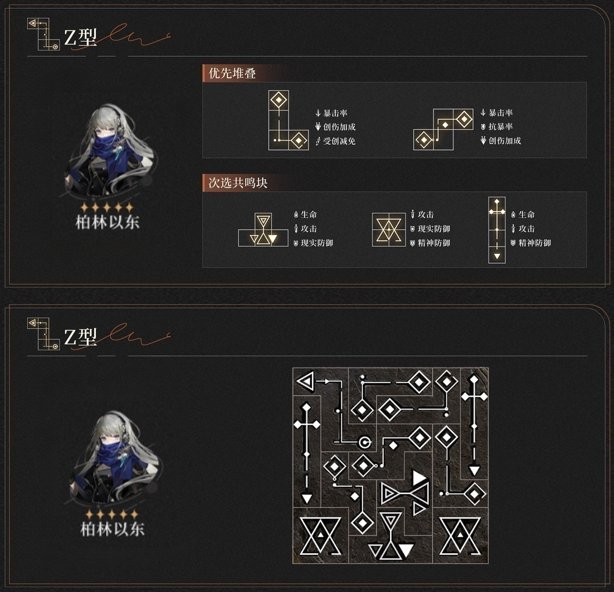 Z型
优先堆叠
暴击率
创伤加成
受创减免
暴击率
抗暴率
创伤加成
柏林以东
次选共鸣块
生命
攻击
现实防御
攻击
现实防御
精神防御
生命
攻击
精神防御
Z型
柏林以东